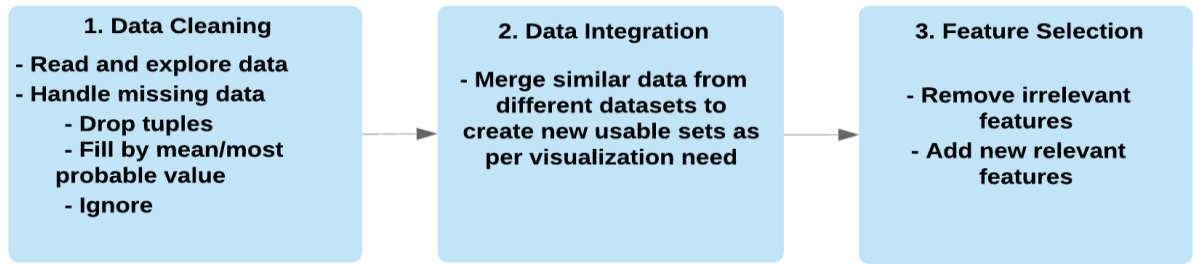 1. Data Cleaning
- Read and explore data
- Handle missing data
- Drop tuples
- Fill by mean/most
probable value
- Ignore
2. Data Integration
- Merge similar data from
different datasets to
create new usable sets as
per visualization need
3. Feature Selection
- Remove irrelevant
features
- Add new relevant
features